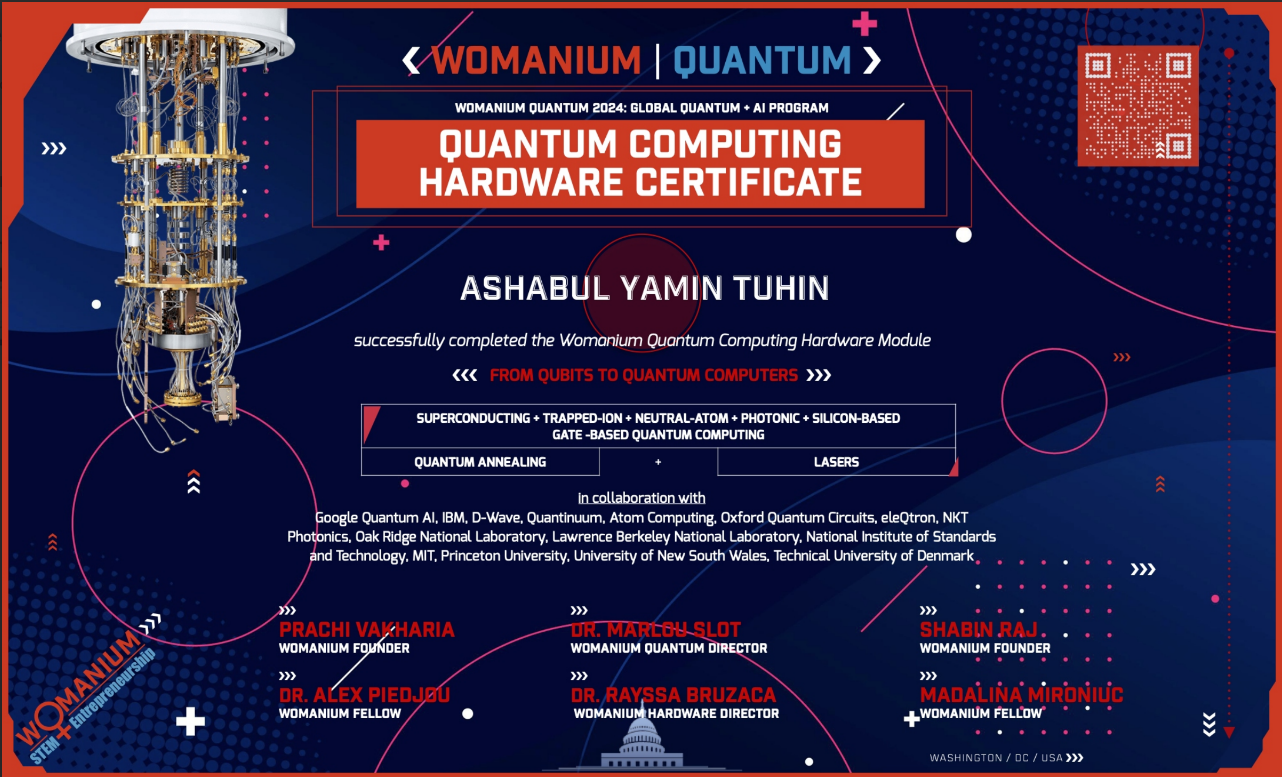 WOMANIUM | QUANTUM
WOMANIUM QUANTUM 2024: GLOBAL QUANTUM + AI PROGRAM
QUANTUM COMPUTING
HARDWARE CERTIFICATE
ASHABUL YAMIN TUHIN
successfully completed the Womanium Quantum Computing Hardware Module
FROM QUBITS TO QUANTUM COMPUTERS
SUPERCONDUCTING + TRAPPED-ION + NEUTRAL-ATOM + PHOTONIC + SILICON-BASED
GATE -BASED QUANTUM COMPUTING
QUANTUM ANNEALING + LASERS
in collaboration with
Google Quantum AI, IBM, D-Wave, Quantinuum, Atom Computing, Oxford Quantum Circuits, eleQtron, NKT
Photonics, Oak Ridge National Laboratory, Lawrence Berkeley National Laboratory, National Institute of Standards
and Technology, MIT, Princeton University, University of New South Wales, Technical University of Denmark
PRACHI VAKHARIA
WOMANIUM FOUNDER
DR. MARLOU SLOT
WOMANIUM QUANTUM DIRECTOR
SHABIN RAJ
WOMANIUM FOUNDER
DR. ALEX PIEDJOU
WOMANIUM FELLOW
DR. RAYSSA BRUZACA
WOMANIUM HARDWARE DIRECTOR
MADALINA MIRONIUC
WOMANIUM FELLOW
WOMANIUM
STEM + Entrepreneurship
WASHINGTON / DC / USA